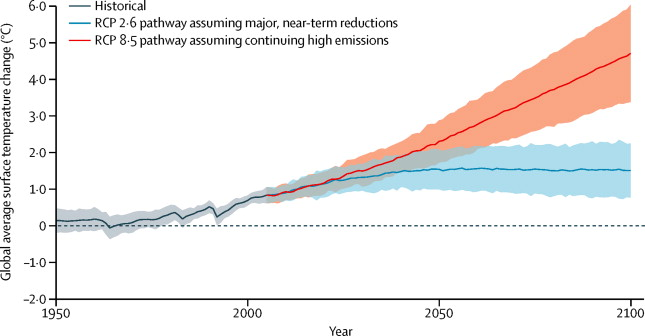 Historical
RCP 2·6 pathway assuming major, near-term reductions
RCP 8·5 pathway assuming continuing high emissions
Global average surface temperature change (°C)
6·0
4·0
3·0
2·0
1·0
0
–1·0
–2·0
1950
2000
2050
2100
Year